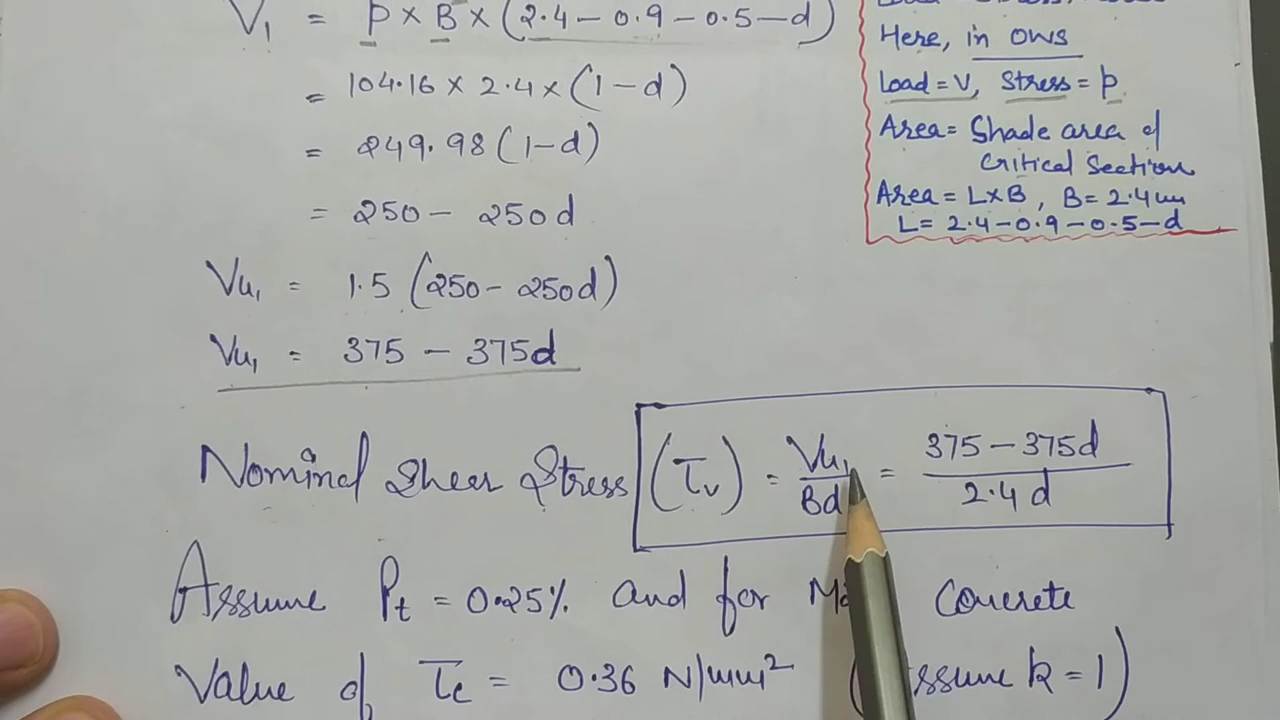 V₁ = p × B × (2.4 – 0.9 – 0.5 – d)
= 104.16 × 2.4 × (1 – d)
= 249.98 (1 – d)
= 250 – 250d
Vu₁ = 1.5 (250 – 250d)
Vu₁ = 375 – 375d
Here, in OWS
Load = V, Stress = p
Area = Shade area of
Critical Section
Area = L×B, B = 2.4m
L = 2.4 – 0.9 – 0.5 – d
Nominal Shear Stress (τv) = Vu₁/Bd = 375 – 375d/2.4d
Assume Pt = 0.25% and for Concrete
Value of τc = 0.36 N/mm² k = 1)